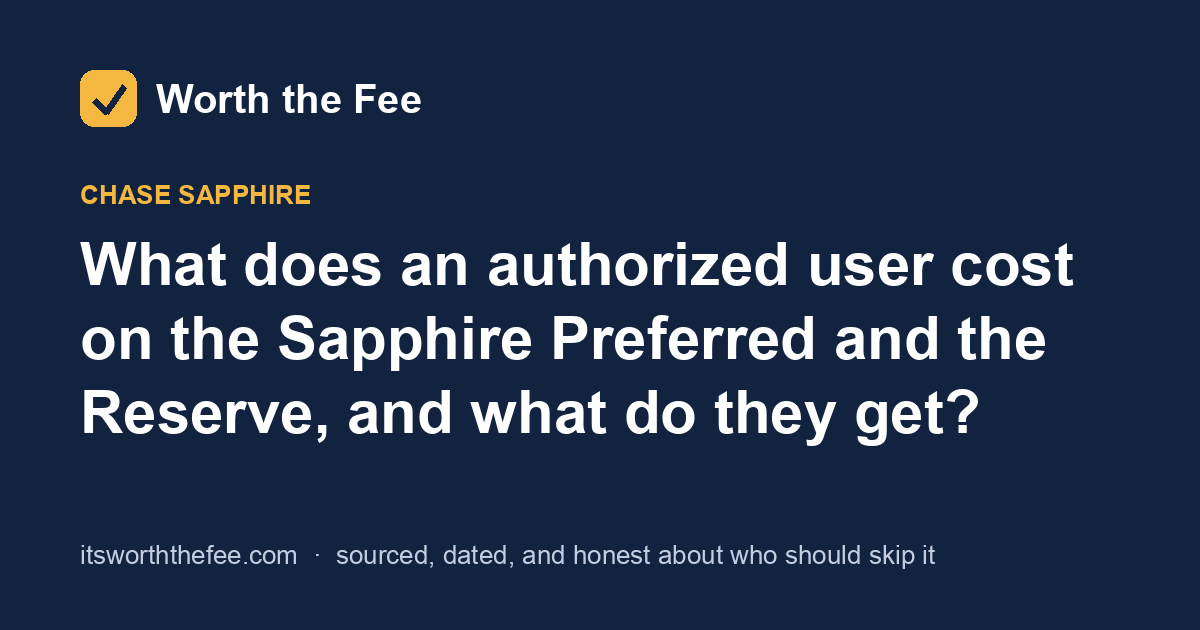 Worth the Fee
CHASE SAPPHIRE
What does an authorized user cost
on the Sapphire Preferred and the
Reserve, and what do they get?
itsworththefee.com · sourced, dated, and honest about who should skip it